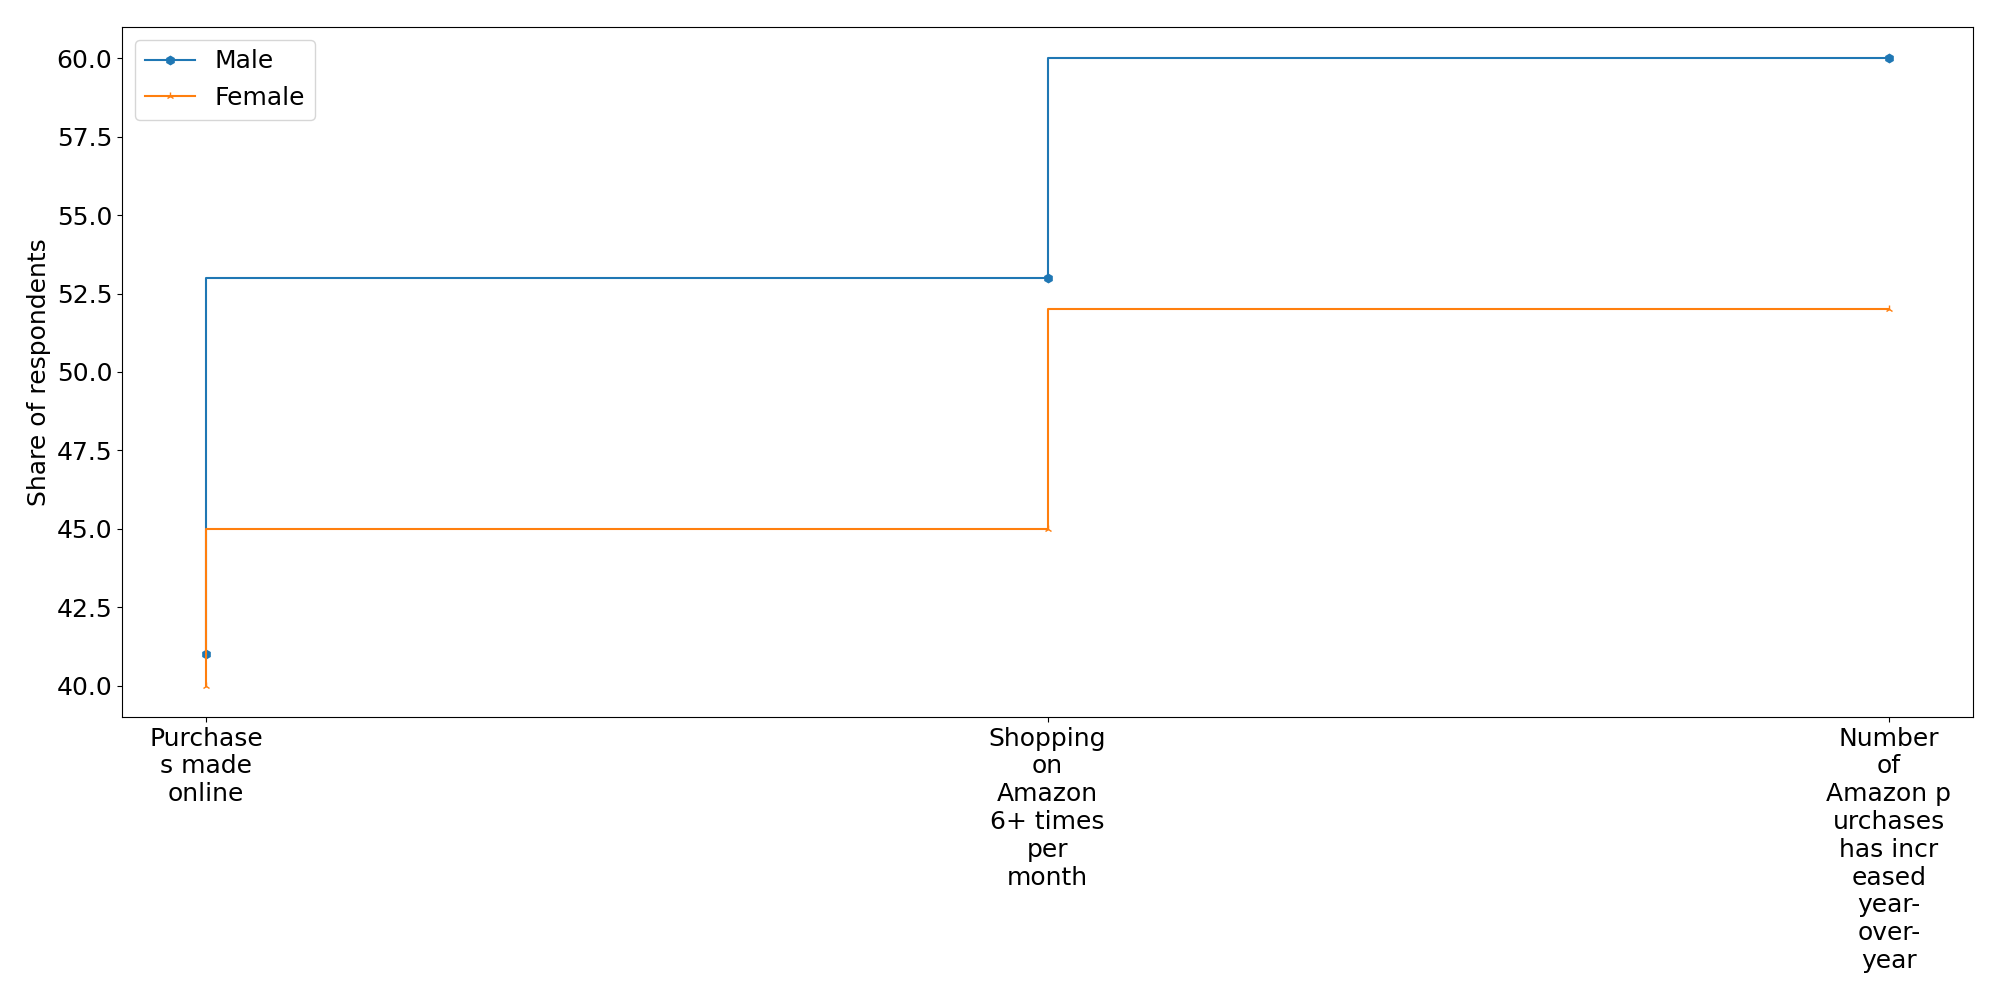 Male
Female
60.0
57.5
55.0
52.5
50.0
47.5
45.0
42.5
40.0
Share of respondents
Purchase
s made
online
Shopping
on
Amazon
6+ times
per
month
Number
of
Amazon p
urchases
has incr
eased
year-
over-
year